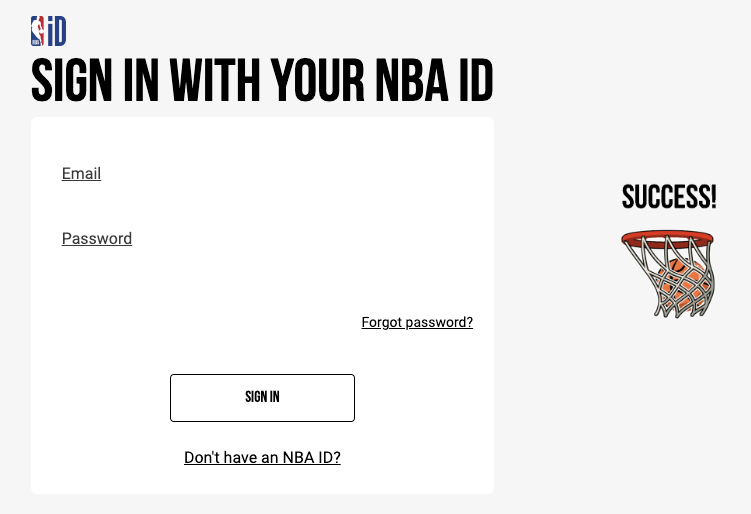 iD
SIGN IN WITH YOUR NBA ID
Email
Password
Forgot password?
SIGN IN
Don't have an NBA ID?
SUCCESS!